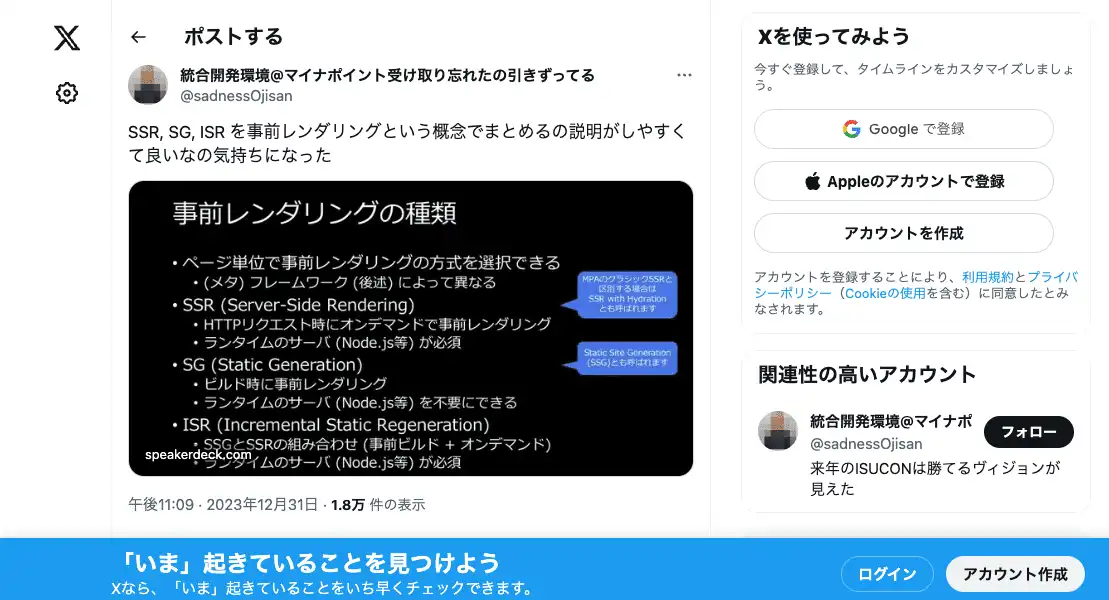 ポストする
統合開発環境@マイナポイント受け取り忘れたの引きずってる
@sadnessOjisan
SSR, SG, ISR を事前レンダリングという概念でまとめるの説明がしやすく
て良いなの気持ちになった
事前レンダリングの種類
• ページ単位で事前レンダリングの方式を選択できる
• (メタ) フレームワーク (後述) によって異なる
• SSR (Server-Side Rendering)
• HTTPリクエスト時にオンデマンドで事前レンダリング
• ランタイムのサーバ (Node.js等) が必須
MPAのクラシックSSRと
区別する場合は
SSR with Hydration
とも呼ばれます
• SG (Static Generation)
• ビルド時に事前レンダリング
• ランタイムのサーバ (Node.js等) を不要にできる
Static Site Generation
(SSG)とも呼ばれます
• ISR (Incremental Static Regeneration)
• SSGとSSRの組み合わせ (事前ビルド + オンデマンド)
• ランタイムのサーバ (Node.js等) が必須
speakerdeck.com
午後11:09 · 2023年12月31日 · 1.8万 件の表示
Xを使ってみよう
今すぐ登録して、タイムラインをカスタマイズしましょ
う。
Google で登録
Appleのアカウントで登録
アカウントを作成
アカウントを登録することにより、利用規約とプライバ
シーポリシー（Cookieの使用を含む）に同意したとみ
なされます。
関連性の高いアカウント
統合開発環境@マイナポ
@sadnessOjisan
フォロー
来年のISUCONは勝てるヴィジョンが
見えた
「いま」起きていることを見つけよう
Xなら、「いま」起きていることをいち早くチェックできます。
ログイン
アカウント作成